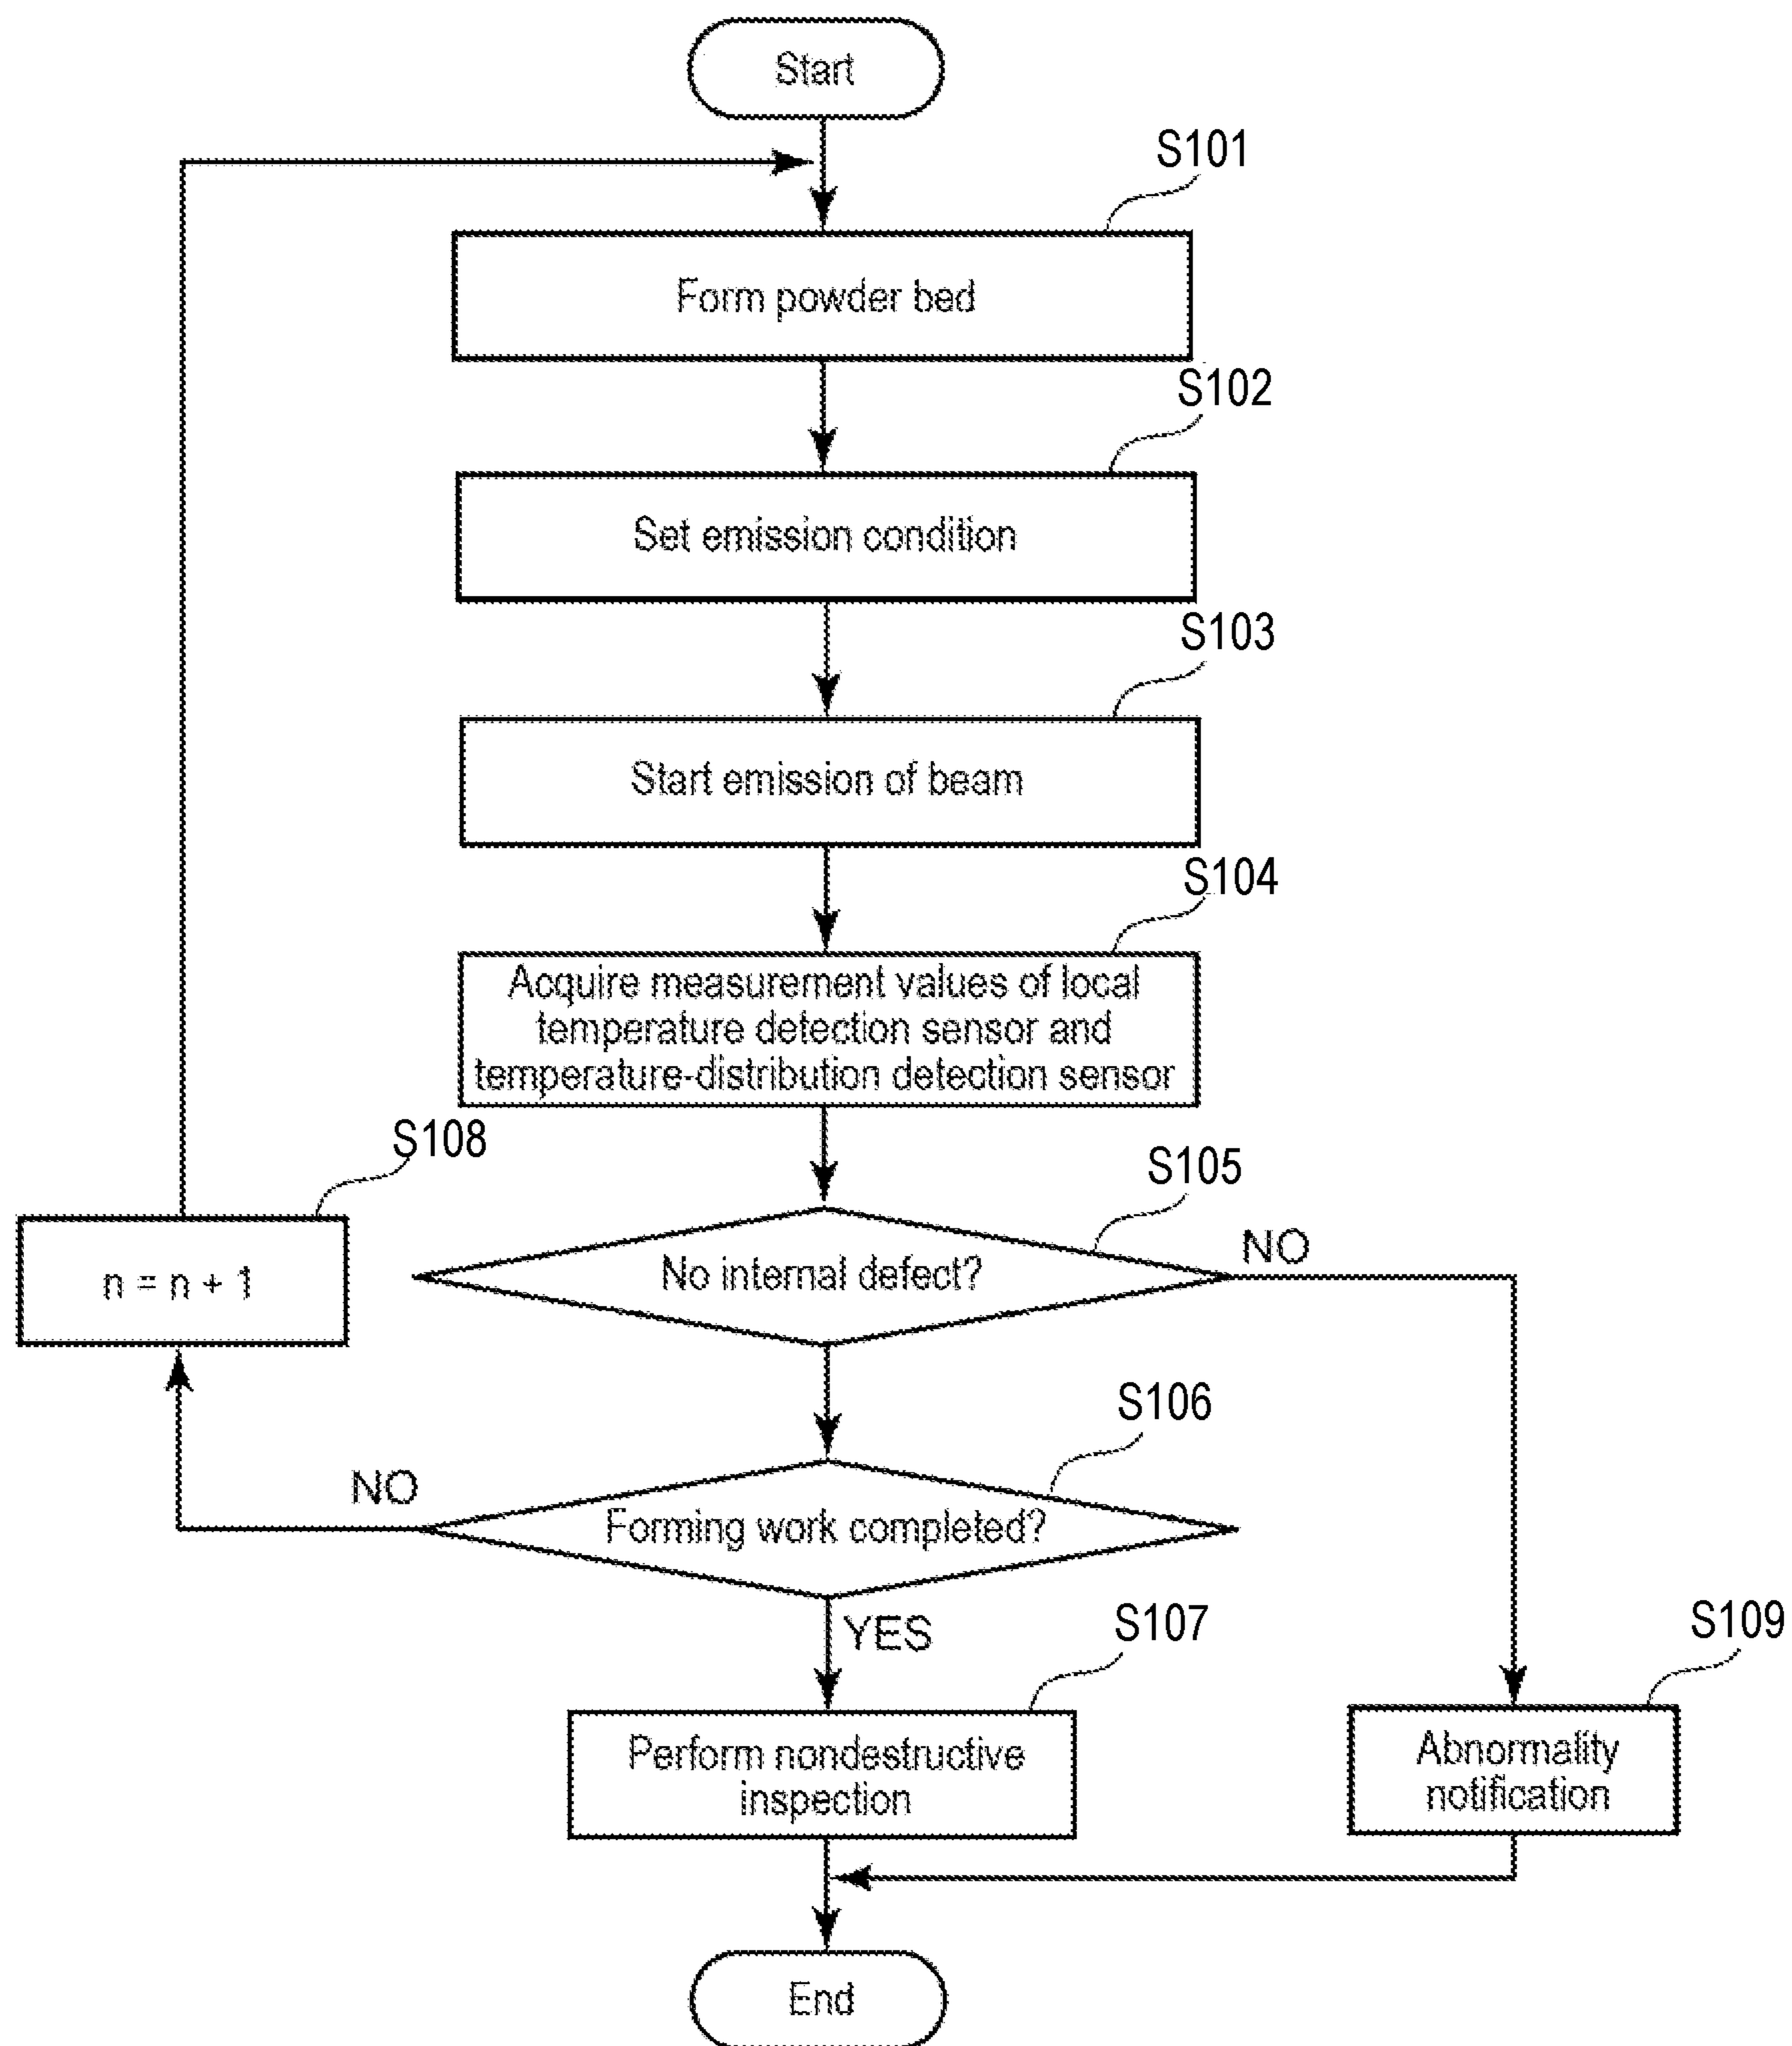 Start
S101
Form powder bed
S102
Set emission condition
S103
Start emission of beam
S104
Acquire measurement values of local
temperature detection sensor and
temperature-distribution detection sensor
S108
n = n + 1
S105
No internal defect?
NO
S106
Forming work completed?
NO
YES
S107
Perform nondestructive
inspection
S109
Abnormality
notification
End